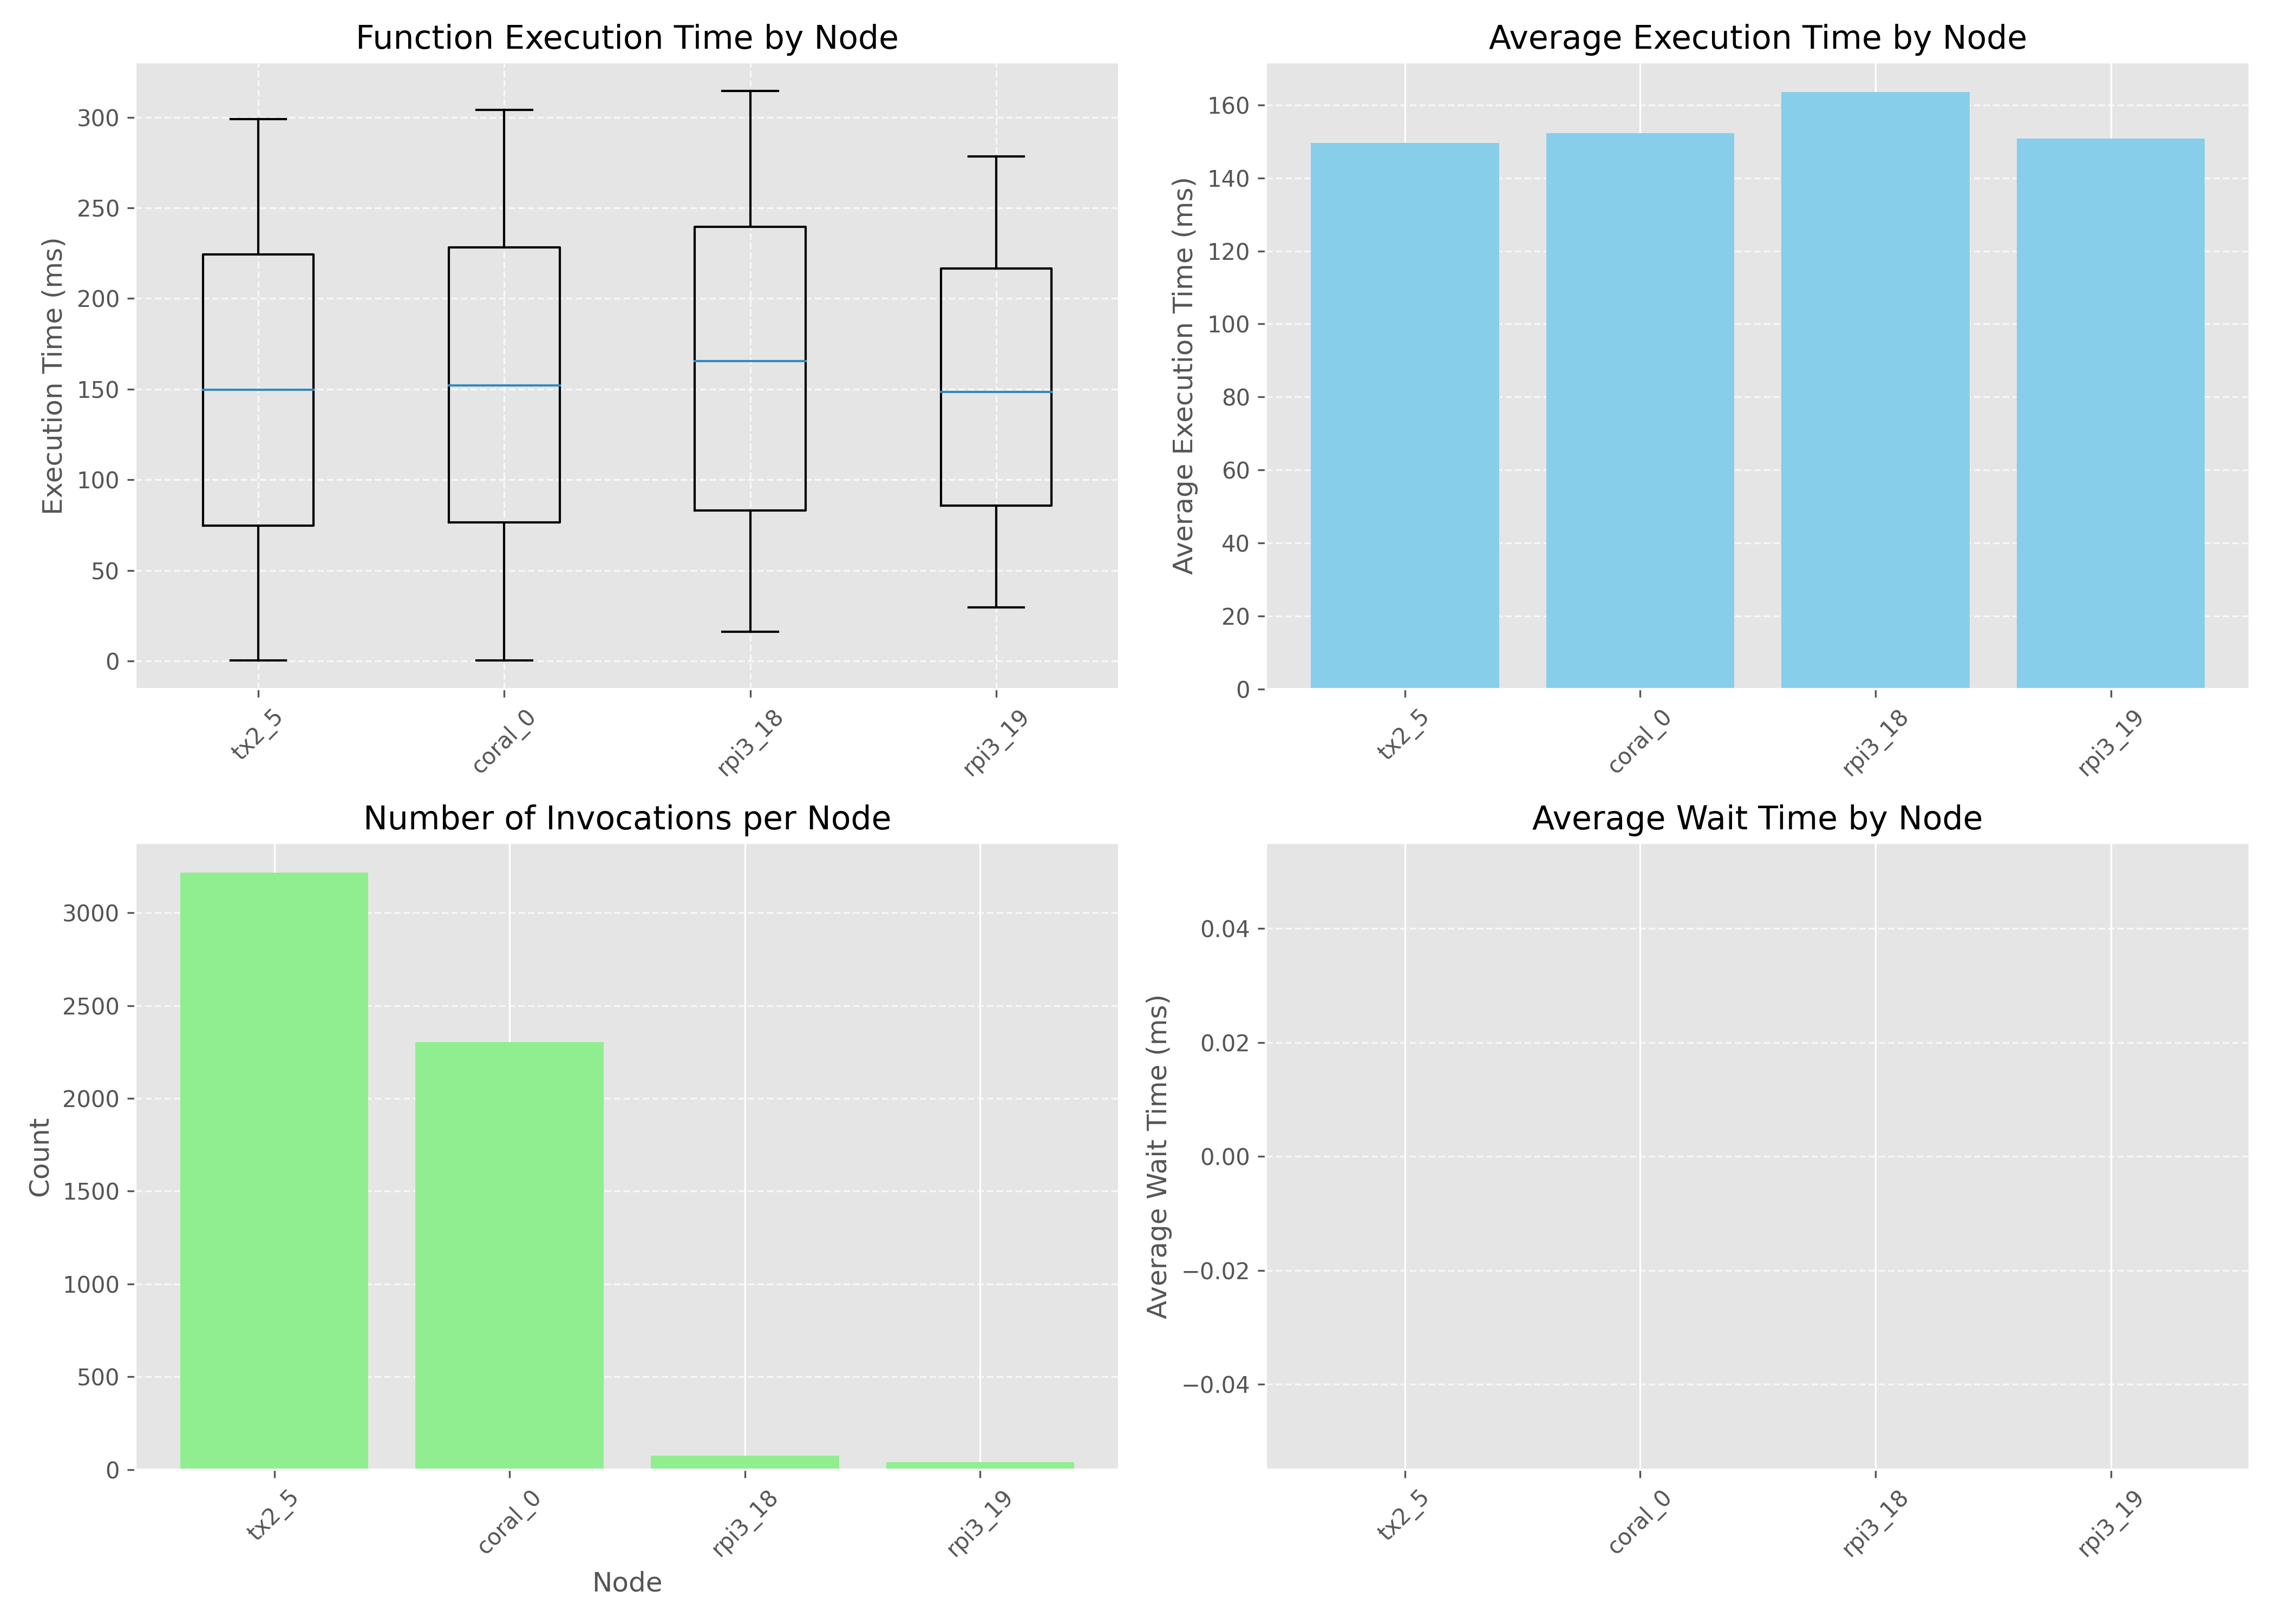 Function Execution Time by Node
Execution Time (ms)
300
250
200
150
100
50
0
tx2_5
coral_0
rpi3_18
rpi3_19
Average Execution Time by Node
Average Execution Time (ms)
160
140
120
100
80
60
40
20
0
tx2_5
coral_0
rpi3_18
rpi3_19
Number of Invocations per Node
Count
3000
2500
2000
1500
1000
500
0
tx2_5
coral_0
rpi3_18
rpi3_19
Node
Average Wait Time by Node
Average Wait Time (ms)
0.04
0.02
0.00
−0.02
−0.04
tx2_5
coral_0
rpi3_18
rpi3_19